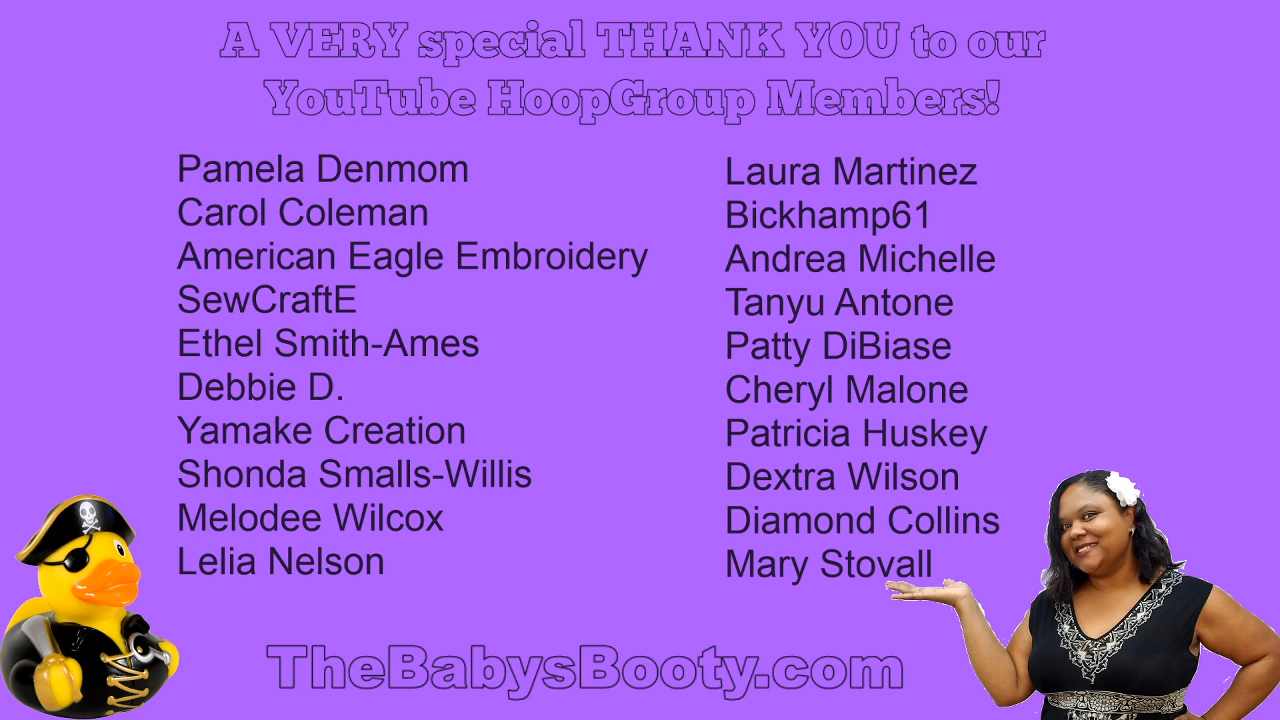 A VERY special THANK YOU to our
YouTube HoopGroup Members!
Pamela Denmom
Carol Coleman
American Eagle Embroidery
SewCraftE
Ethel Smith-Ames
Debbie D.
Yamake Creation
Shonda Smalls-Willis
Melodee Wilcox
Lelia Nelson
Laura Martinez
Bickhamp61
Andrea Michelle
Tanyu Antone
Patty DiBiase
Cheryl Malone
Patricia Huskey
Dextra Wilson
Diamond Collins
Mary Stovall
TheBabysBooty.com